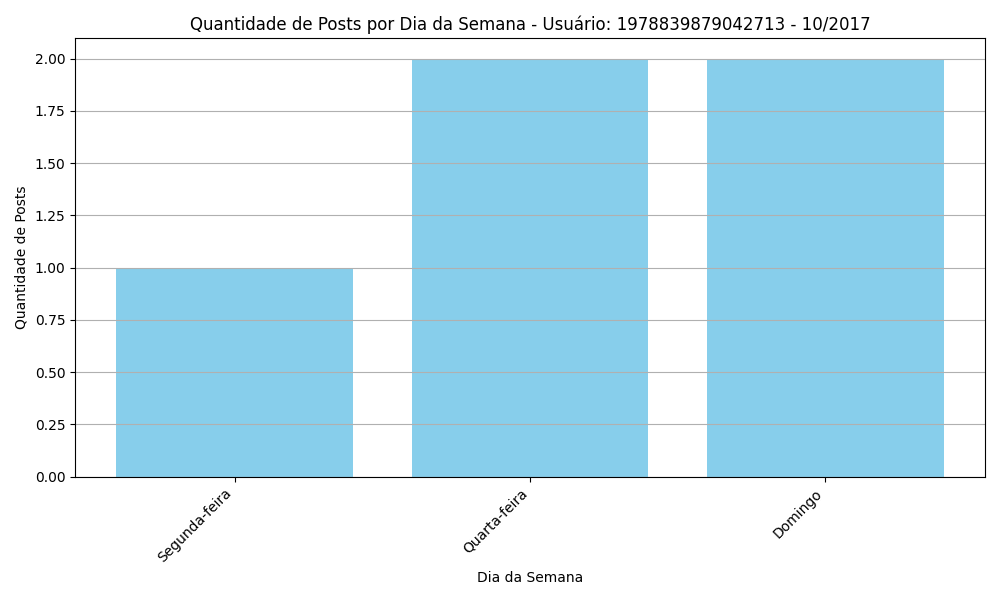 Quantidade de Posts por Dia da Semana - Usuário: 1978839879042713 - 10/2017
Quantidade de Posts
2.00
1.75
1.50
1.25
1.00
0.75
0.50
0.25
0.00
Segunda-feira
Quarta-feira
Domingo
Dia da Semana